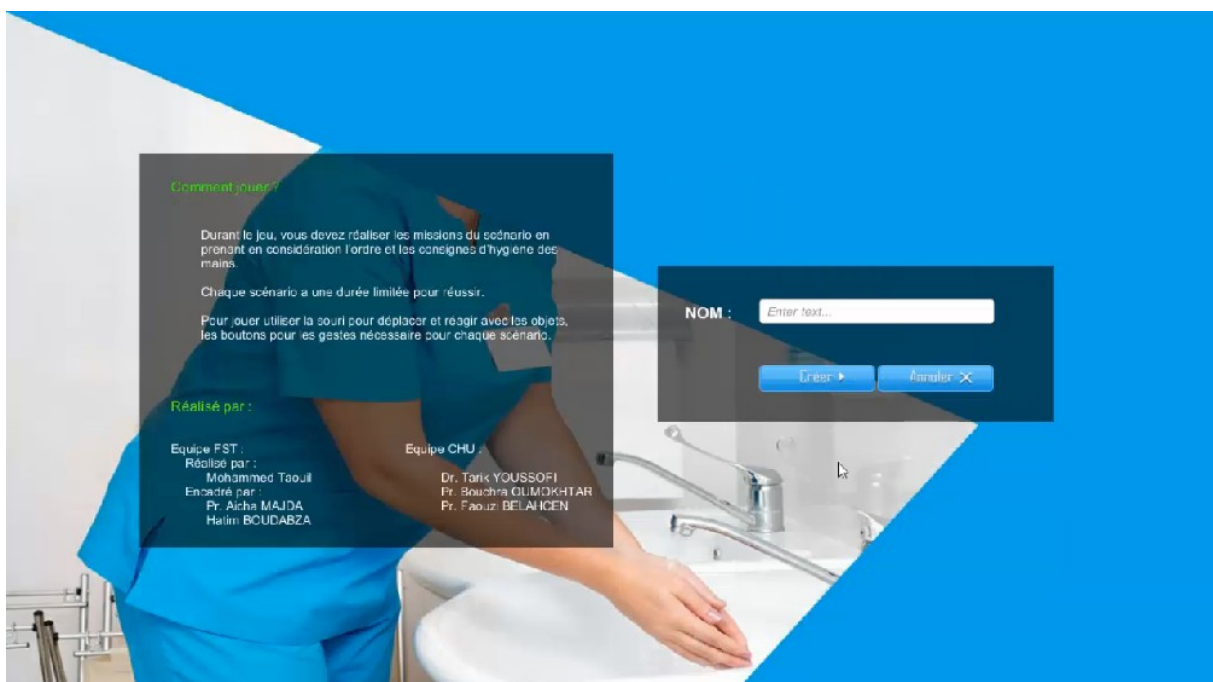 Comment jouer ?
Durant le jeu, vous devez réaliser les missions du scénario en
prenant en considération l'ordre et les consignes d'hygiène des
mains.
Chaque scénario a une durée limitée pour réussir.
Pour jouer utiliser la souri pour déplacer et réagir avec les objets,
les boutons pour les gestes nécessaire pour chaque scénario.
Réalisé par :
Equipe FST :
Réalisé par :
Mohammed Taouil
Encadré par :
Pr. Aicha MAJDA
Hatim BOUDABZA
Equipe CHU :
Dr. Tarik YOUSSOFI
Pr. Bouchra OUMOKHTAR
Pr. Faouzi BELAHCEN
NOM :
Enter text...
Créer
Annuler